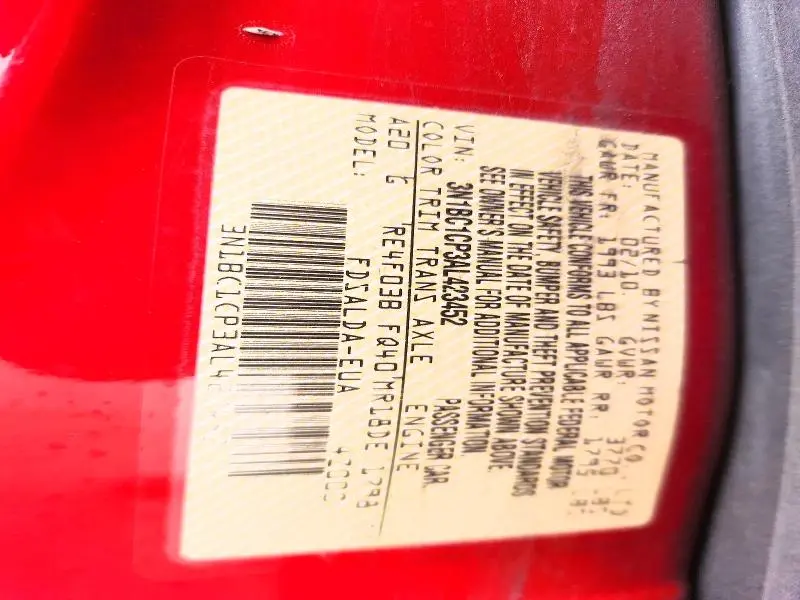 MANUFACTURED BY NISSAN MOTOR CO., LTD
DATE: 02/10 GVWR: 3770
GAWR FR: 1993 LBS GAWR RR: 1795
THIS VEHICLE CONFORMS TO ALL APPLICABLE FEDERAL MOTOR
VEHICLE SAFETY, BUMPER AND THEFT PREVENTION STANDARDS
IN EFFECT ON THE DATE OF MANUFACTURE SHOWN ABOVE.
SEE OWNER'S MANUAL FOR ADDITIONAL INFORMATION.
VIN: 3N1BC1CP3AL423452 PASSENGER CAR
COLOR TRIM TRANS AXLE ENGINE
A20 G RE4F03B FQ40 MR18DE 1798
MODEL: FDSALDA-EUA